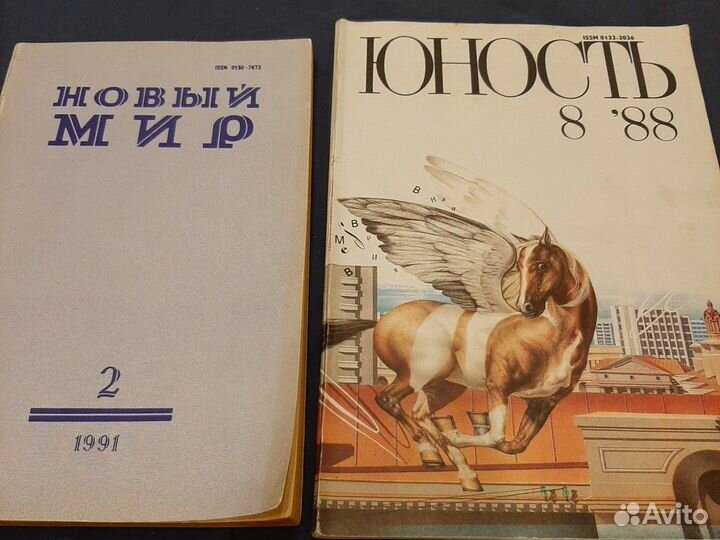 ISSN 0130-7673
НОВЫЙ
МИР
2
1991
ISSN 0132-2036
ЮНОСТЬ
8 '88
Avito